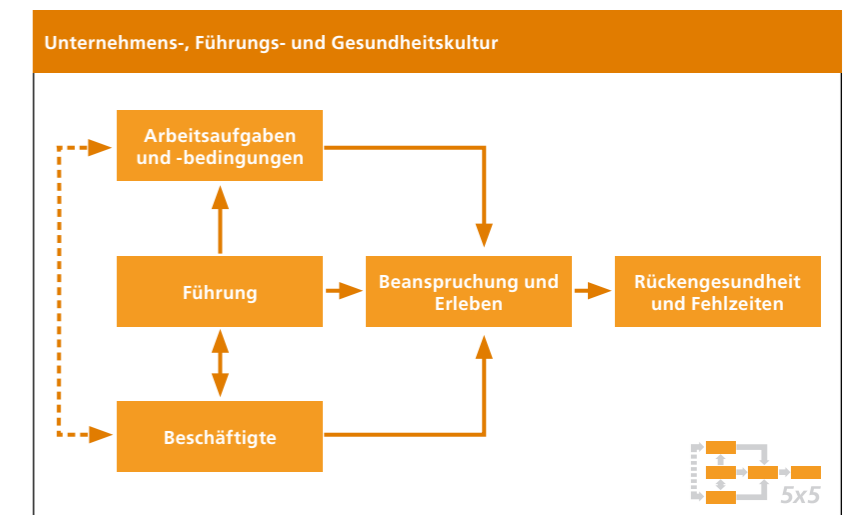 Unternehmens-, Führungs- und Gesundheitskultur
Arbeitsaufgaben
und -bedingungen
Führung
Beanspruchung und
Erleben
Rückengesundheit
und Fehlzeiten
Beschäftigte
5x5